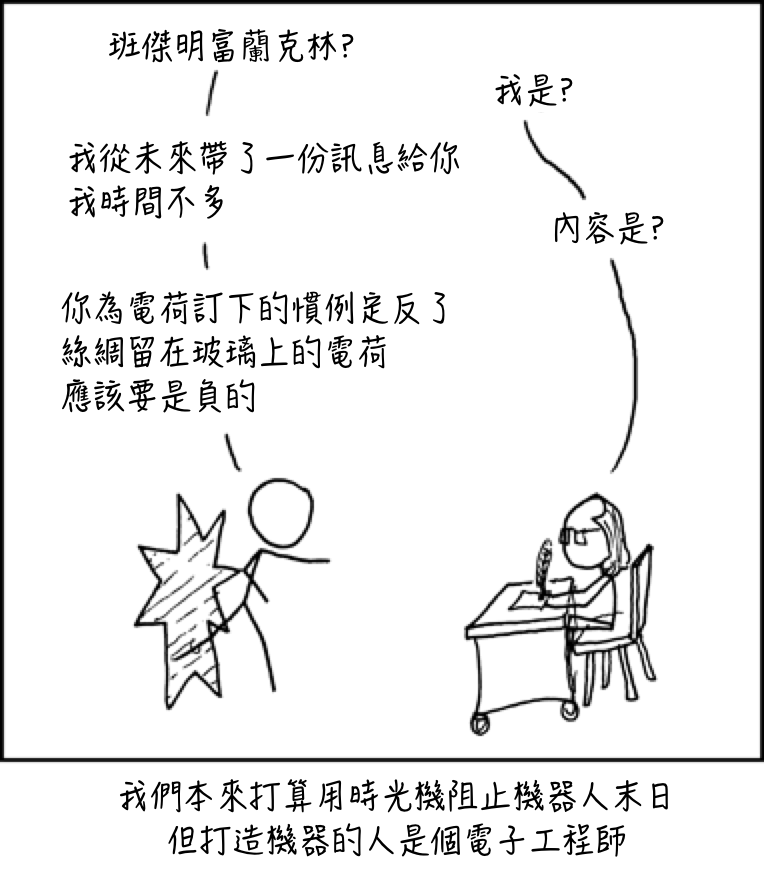 班傑明富蘭克林?
我是?
我從未來帶了一份訊息給你
我時間不多
內容是?
你為電荷訂下的慣例定反了
絲綢留在玻璃上的電荷
應該要是負的
我們本來打算用時光機阻止機器人末日
但打造機器的人是個電子工程師